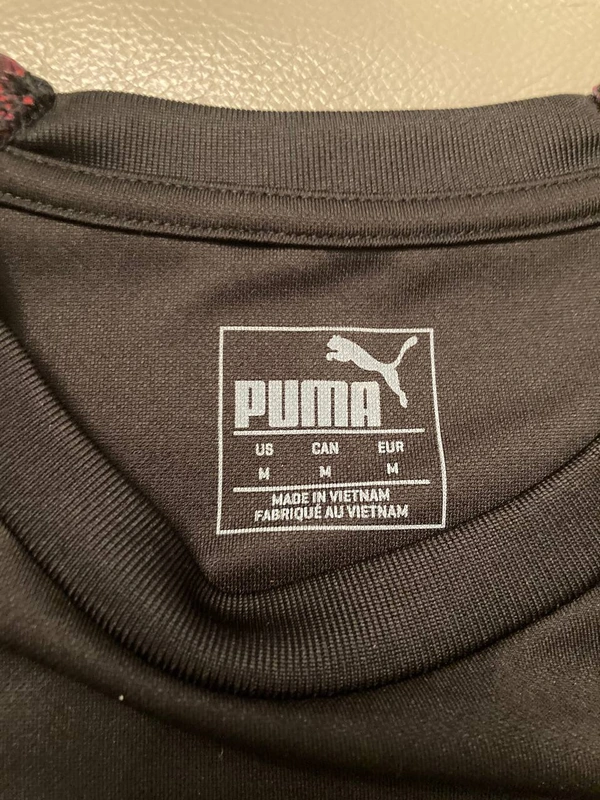 PUMA
US CAN EUR
M M M
MADE IN VIETNAM
FABRIQUÉ AU VIETNAM